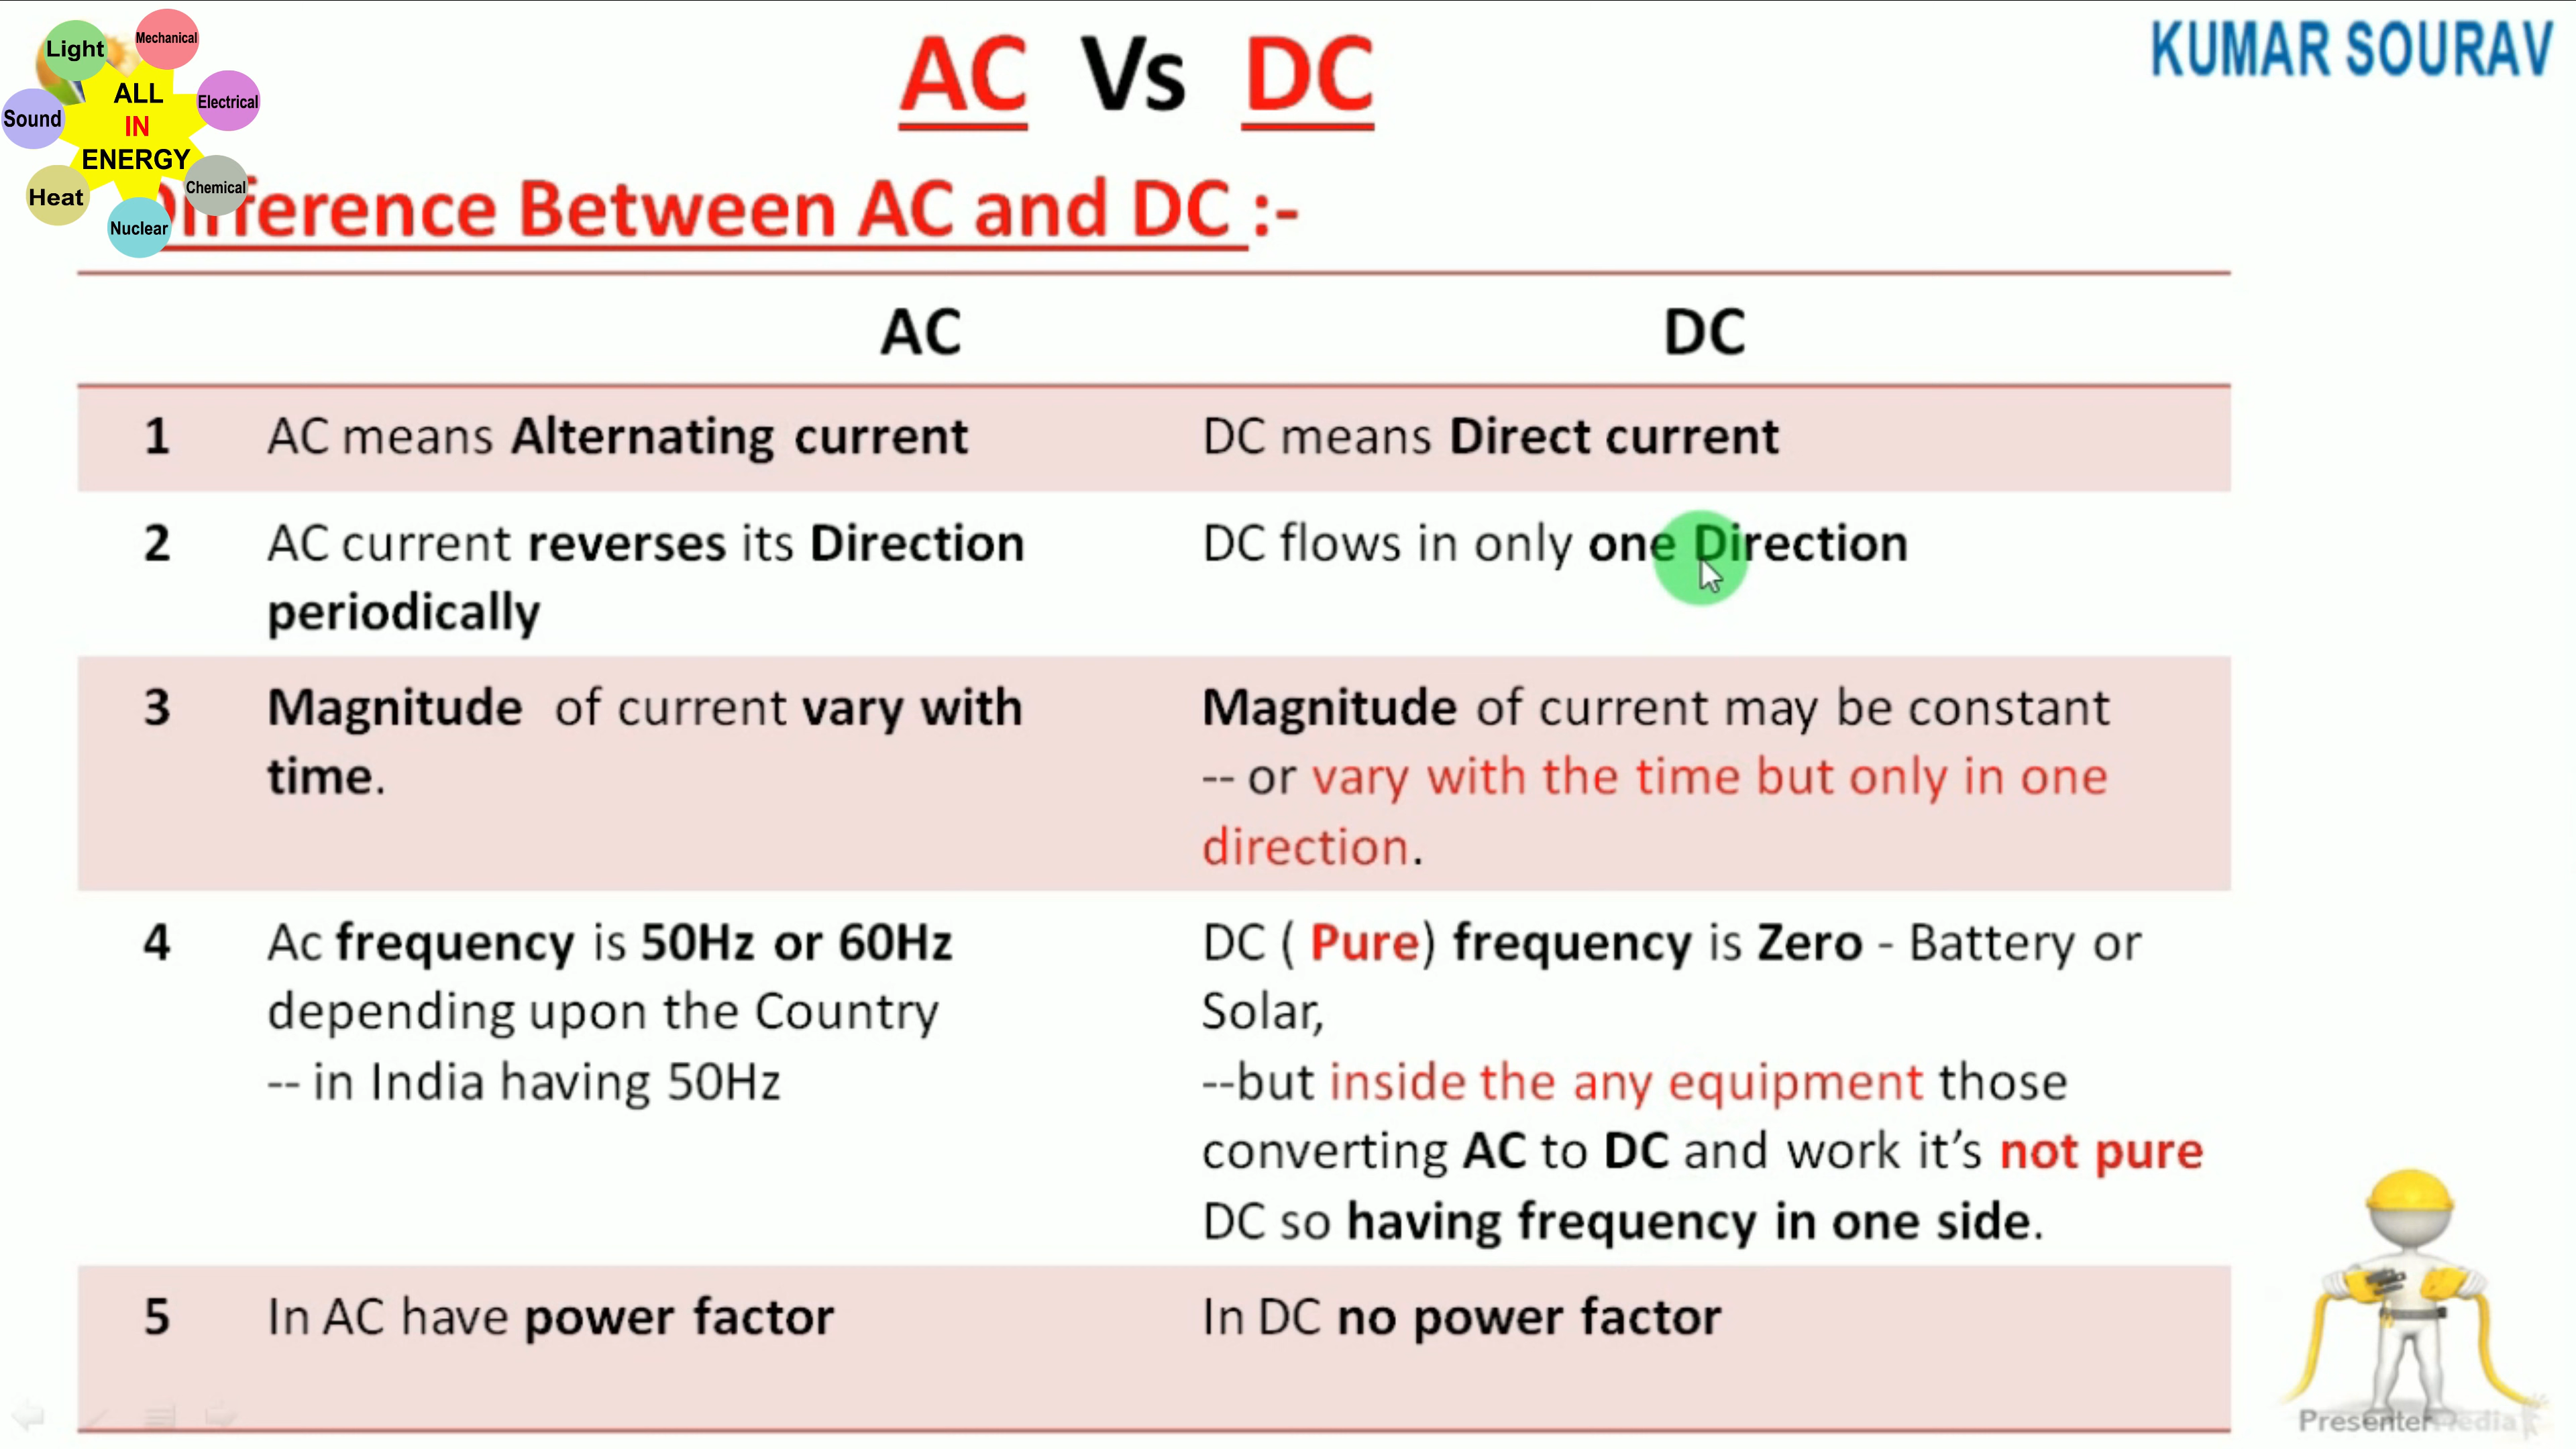 Light
Mechanical
ALL
IN
ENERGY
Electrical
Sound
Chemical
Heat
Nuclear
AC Vs DC
KUMAR SOURAV
Difference Between AC and DC :-
AC DC
1 AC means Alternating current DC means Direct current
2 AC current reverses its Direction DC flows in only one Direction
periodically
3 Magnitude of current vary with Magnitude of current may be constant
time. -- or vary with the time but only in one
direction.
4 Ac frequency is 50Hz or 60Hz DC ( Pure) frequency is Zero - Battery or
depending upon the Country Solar,
-- in India having 50Hz --but inside the any equipment those
converting AC to DC and work it’s not pure
DC so having frequency in one side.
5 In AC have power factor In DC no power factor
PresenterMedia